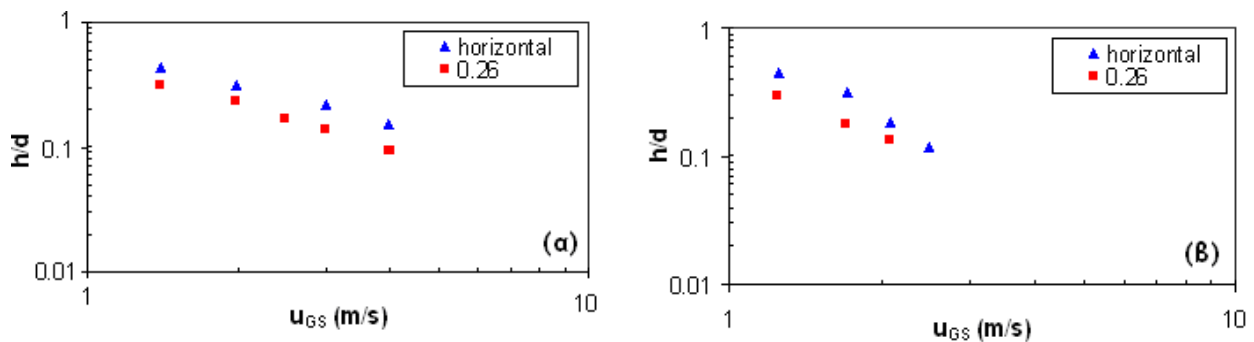 1
horizontal
0.26
h/d
0.1
(α)
0.01
1
10
u_GS (m/s)
1
horizontal
0.26
h/d
0.1
(β)
0.01
1
10
u_GS (m/s)